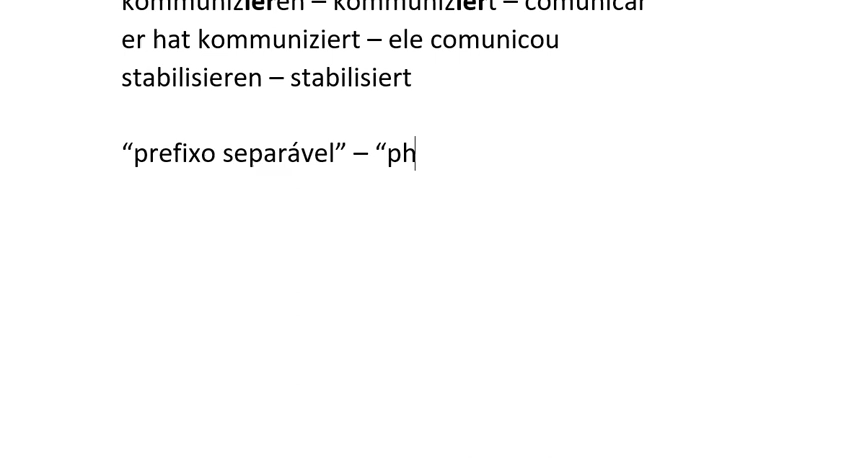 kommunizieren – kommuniziert – comunicar
er hat kommuniziert – ele comunicou
stabilisieren – stabilisiert
“prefixo separável” – “ph